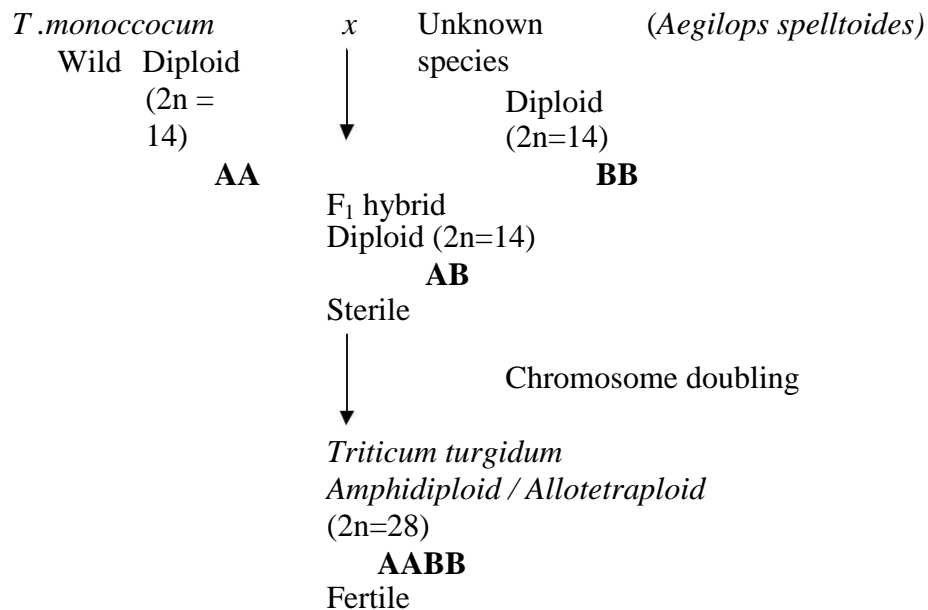 T .monoccocum x Unknown (Aegilops spelltoides)
Wild Diploid species
(2n = Diploid
14) (2n=14)
AA BB
F1 hybrid
Diploid (2n=14)
AB
Sterile
Chromosome doubling
Triticum turgidum
Amphidiploid / Allotetraploid
(2n=28)
AABB
Fertile